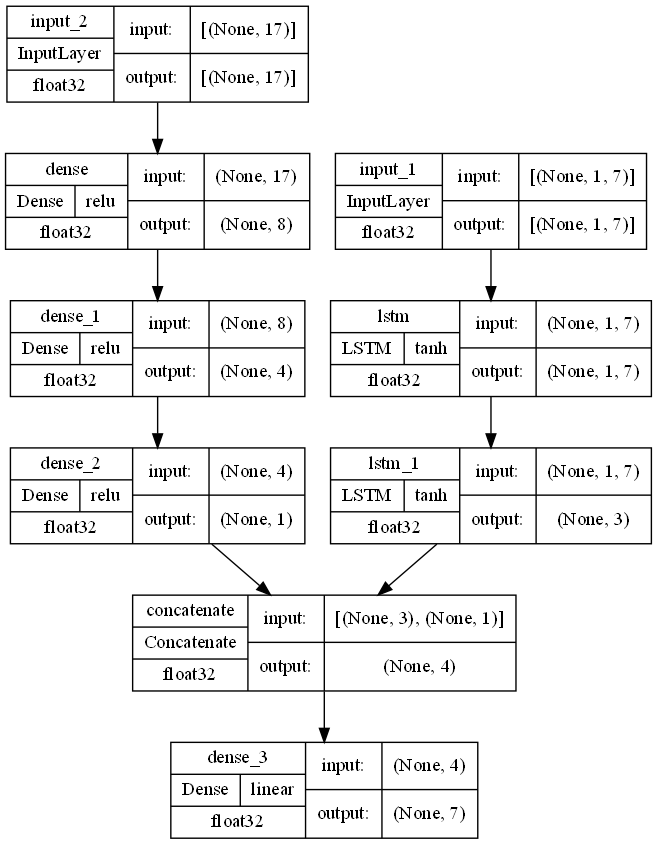 input_2
InputLayer
float32
input:
[(None, 17)]
output:
[(None, 17)]
dense
Dense
relu
float32
input:
(None, 17)
output:
(None, 8)
input_1
InputLayer
float32
input:
[(None, 1, 7)]
output:
[(None, 1, 7)]
dense_1
Dense
relu
float32
input:
(None, 8)
output:
(None, 4)
lstm
LSTM
tanh
float32
input:
(None, 1, 7)
output:
(None, 1, 7)
dense_2
Dense
relu
float32
input:
(None, 4)
output:
(None, 1)
lstm_1
LSTM
tanh
float32
input:
(None, 1, 7)
output:
(None, 3)
concatenate
Concatenate
float32
input:
[(None, 3), (None, 1)]
output:
(None, 4)
dense_3
Dense
linear
float32
input:
(None, 4)
output:
(None, 7)